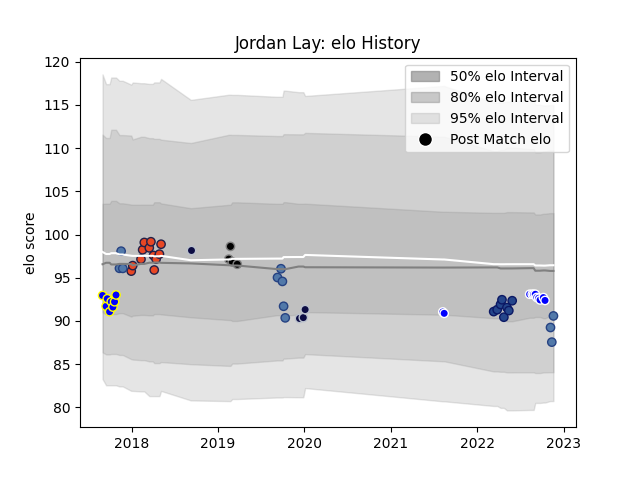 Jordan Lay: elo History
120
115
110
105
100
95
90
85
80
elo score
50% elo Interval
80% elo Interval
95% elo Interval
Post Match elo
2018
2019
2020
2021
2022
2023